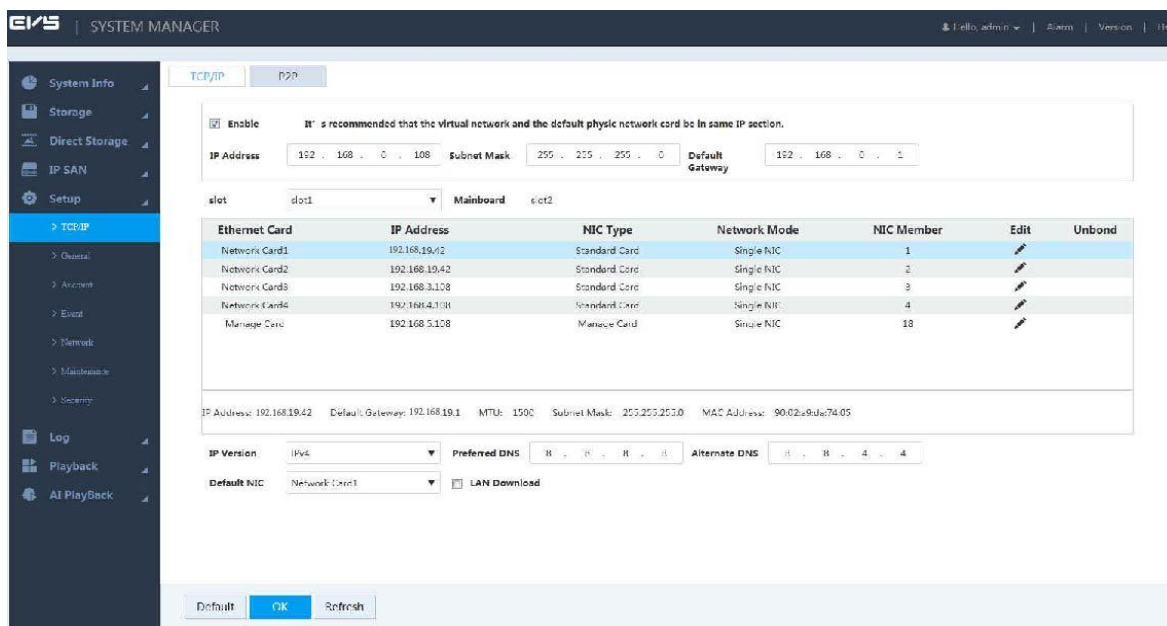 EVS | SYSTEM MANAGER
Hello, admin | Alarm | Version |
System Info
Storage
Direct Storage
IP SAN
Setup
> TCP/IP
> General
> Account
> Event
> Network
> Maintenance
> Security
Log
Playback
AI PlayBack
TCP/IP P2P
Enable It's recommended that the virtual network and the default physic network card be in same IP section.
IP Address 192 . 168 . 0 . 108 Subnet Mask 255 . 255 . 255 . 0 Default Gateway 192 . 168 . 0 . 1
slot slot1 Mainboard slot2
Ethernet Card IP Address NIC Type Network Mode NIC Member Edit Unbond
Network Card1 192.168.19.42 Standard Card Single NIC 1
Network Card2 192.168.19.42 Standard Card Single NIC 2
Network Card3 192.168.3.108 Standard Card Single NIC 3
Network Card4 192.168.4.108 Standard Card Single NIC 4
Manage Card 192.168.5.108 Manage Card Single NIC 18
IP Address: 192.168.19.42 Default Gateway: 192.168.19.1 MTU: 1500 Subnet Mask: 255.255.255.0 MAC Address: 90:02:a9:da:74:05
IP Version IPv4 Preferred DNS 8 . 8 . 8 . 8 Alternate DNS 8 . 8 . 4 . 4
Default NIC Network Card1 LAN Download
Default OK Refresh